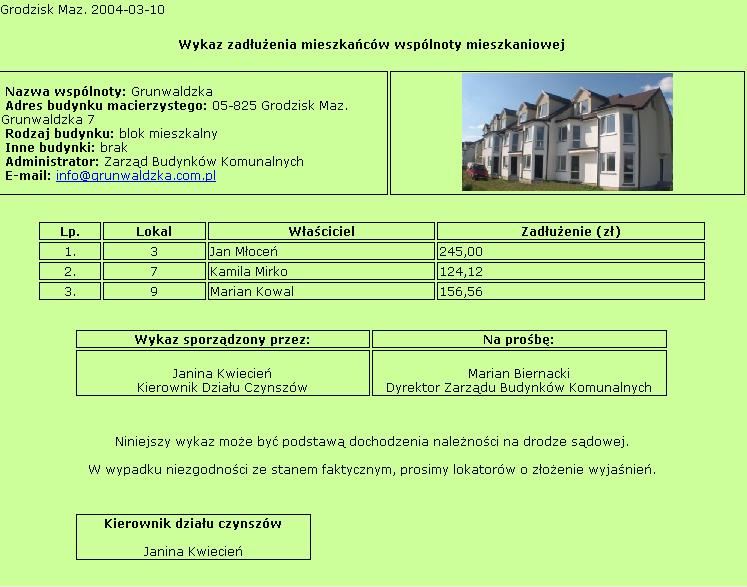 Grodzisk Maz. 2004-03-10
Wykaz zadłużenia mieszkańców wspólnoty mieszkaniowej
Nazwa wspólnoty: Grunwaldzka
Adres budynku macierzystego: 05-825 Grodzisk Maz.
Grunwaldzka 7
Rodzaj budynku: blok mieszkalny
Inne budynki: brak
Administrator: Zarząd Budynków Komunalnych
E-mail: info@grunwaldzka.com.pl
Lp. Lokal Właściciel Zadłużenie (zł)
1. 3 Jan Młoceń 245,00
2. 7 Kamila Mirko 124,12
3. 9 Marian Kowal 156,56
Wykaz sporządzony przez: Na prośbę:
Janina Kwiecień Marian Biernacki
Kierownik Działu Czynszów Dyrektor Zarządu Budynków Komunalnych
Niniejszy wykaz może być podstawą dochodzenia należności na drodze sądowej.
W wypadku niezgodności ze stanem faktycznym, prosimy lokatorów o złożenie wyjaśnień.
Kierownik działu czynszów
Janina Kwiecień